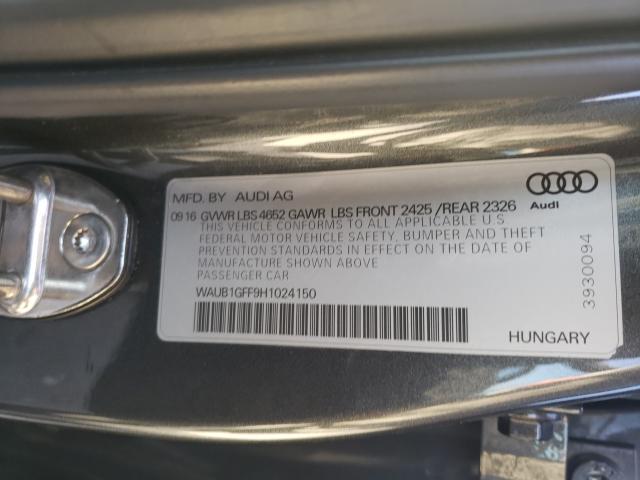 MFD. BY AUDI AG
Audi
09 16 GVWR LBS 4652 GAWR LBS FRONT 2425 /REAR 2326
THIS VEHICLE CONFORMS TO ALL APPLICABLE U.S.
FEDERAL MOTOR VEHICLE SAFETY, BUMPER AND THEFT
PREVENTION STANDARDS IN EFFECT ON THE DATE OF
MANUFACTURE SHOWN ABOVE
PASSENGER CAR
WAUB1GFF9H1024150
3930094
HUNGARY